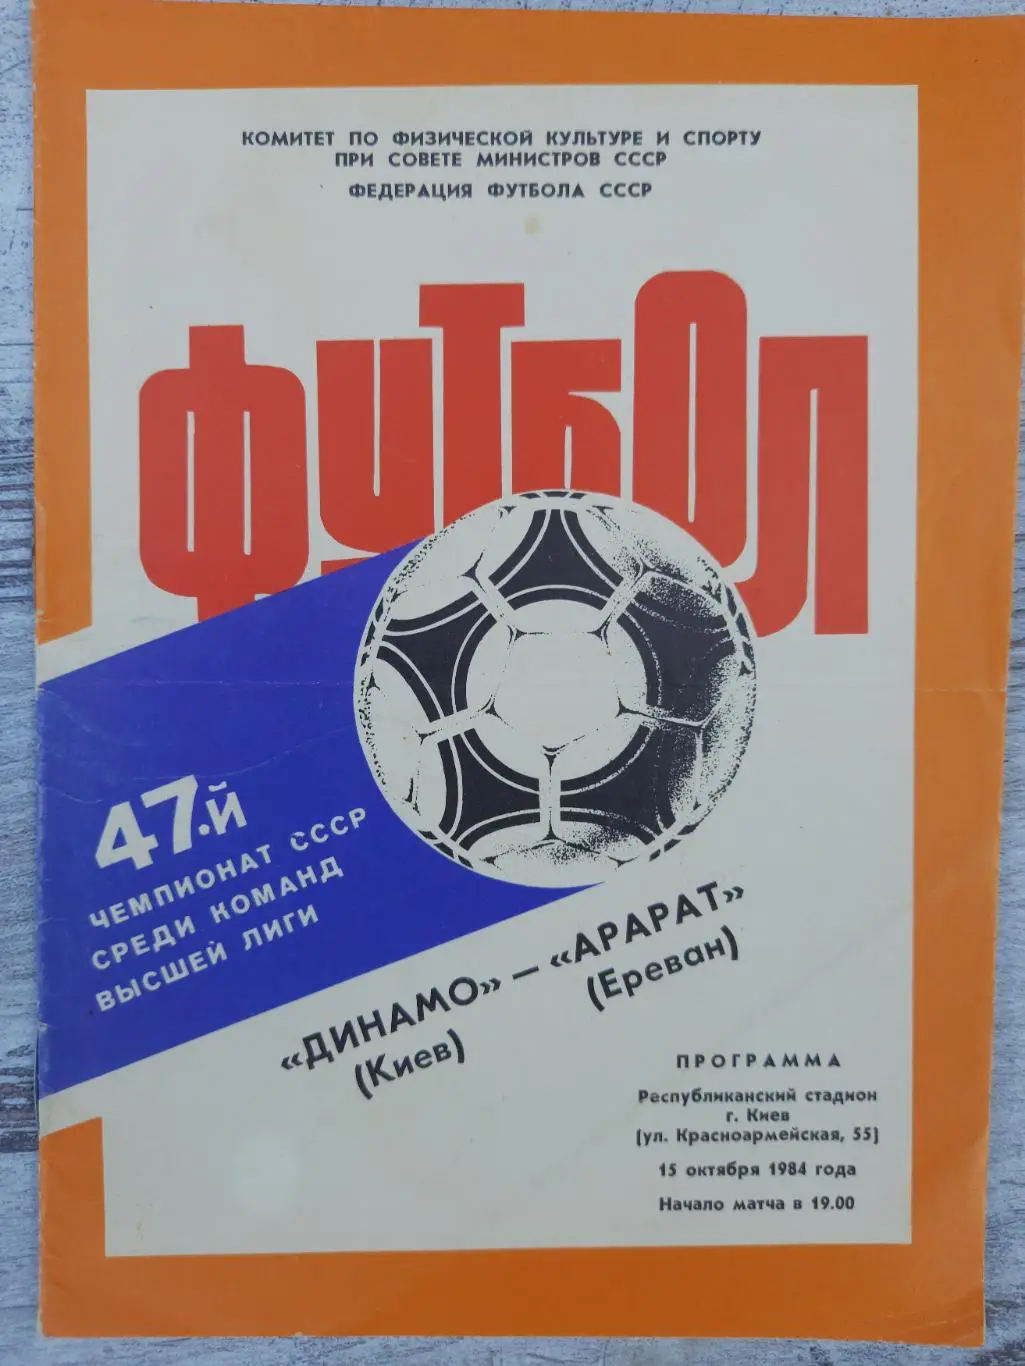 КОМИТЕТ ПО ФИЗИЧЕСКОЙ КУЛЬТУРЕ И СПОРТУ
ПРИ СОВЕТЕ МИНИСТРОВ СССР
ФЕДЕРАЦИЯ ФУТБОЛА СССР
ФУТБОЛ
47-й
ЧЕМПИОНАТ СССР
СРЕДИ КОМАНД
ВЫСШЕЙ ЛИГИ
«ДИНАМО» — «АРАРАТ»
(Киев) (Ереван)
ПРОГРАММА
Республиканский стадион
г. Киев
(ул. Красноармейская, 55)
15 октября 1984 года
Начало матча в 19.00